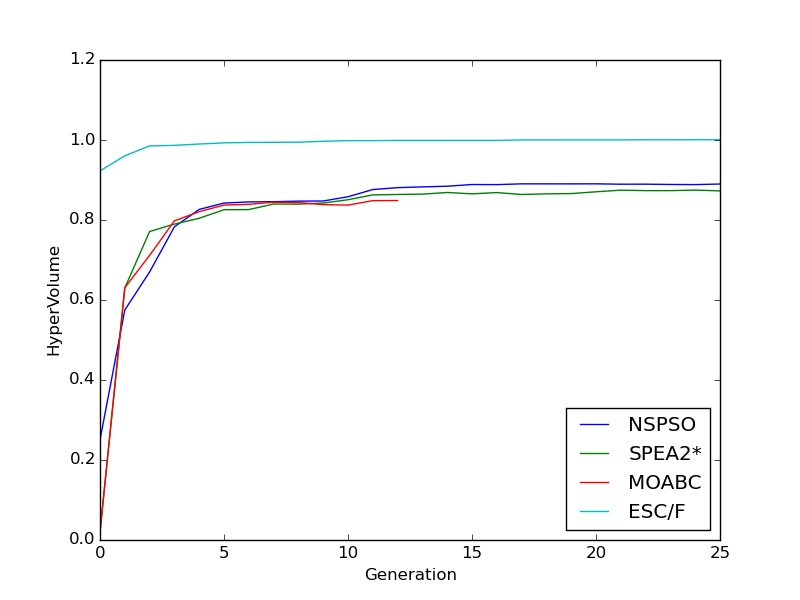 1.2
1.0
0.8
0.6
0.4
0.2
0.0
HyperVolume
0 5 10 15 20 25
Generation
NSPSO
SPEA2*
MOABC
ESC/F